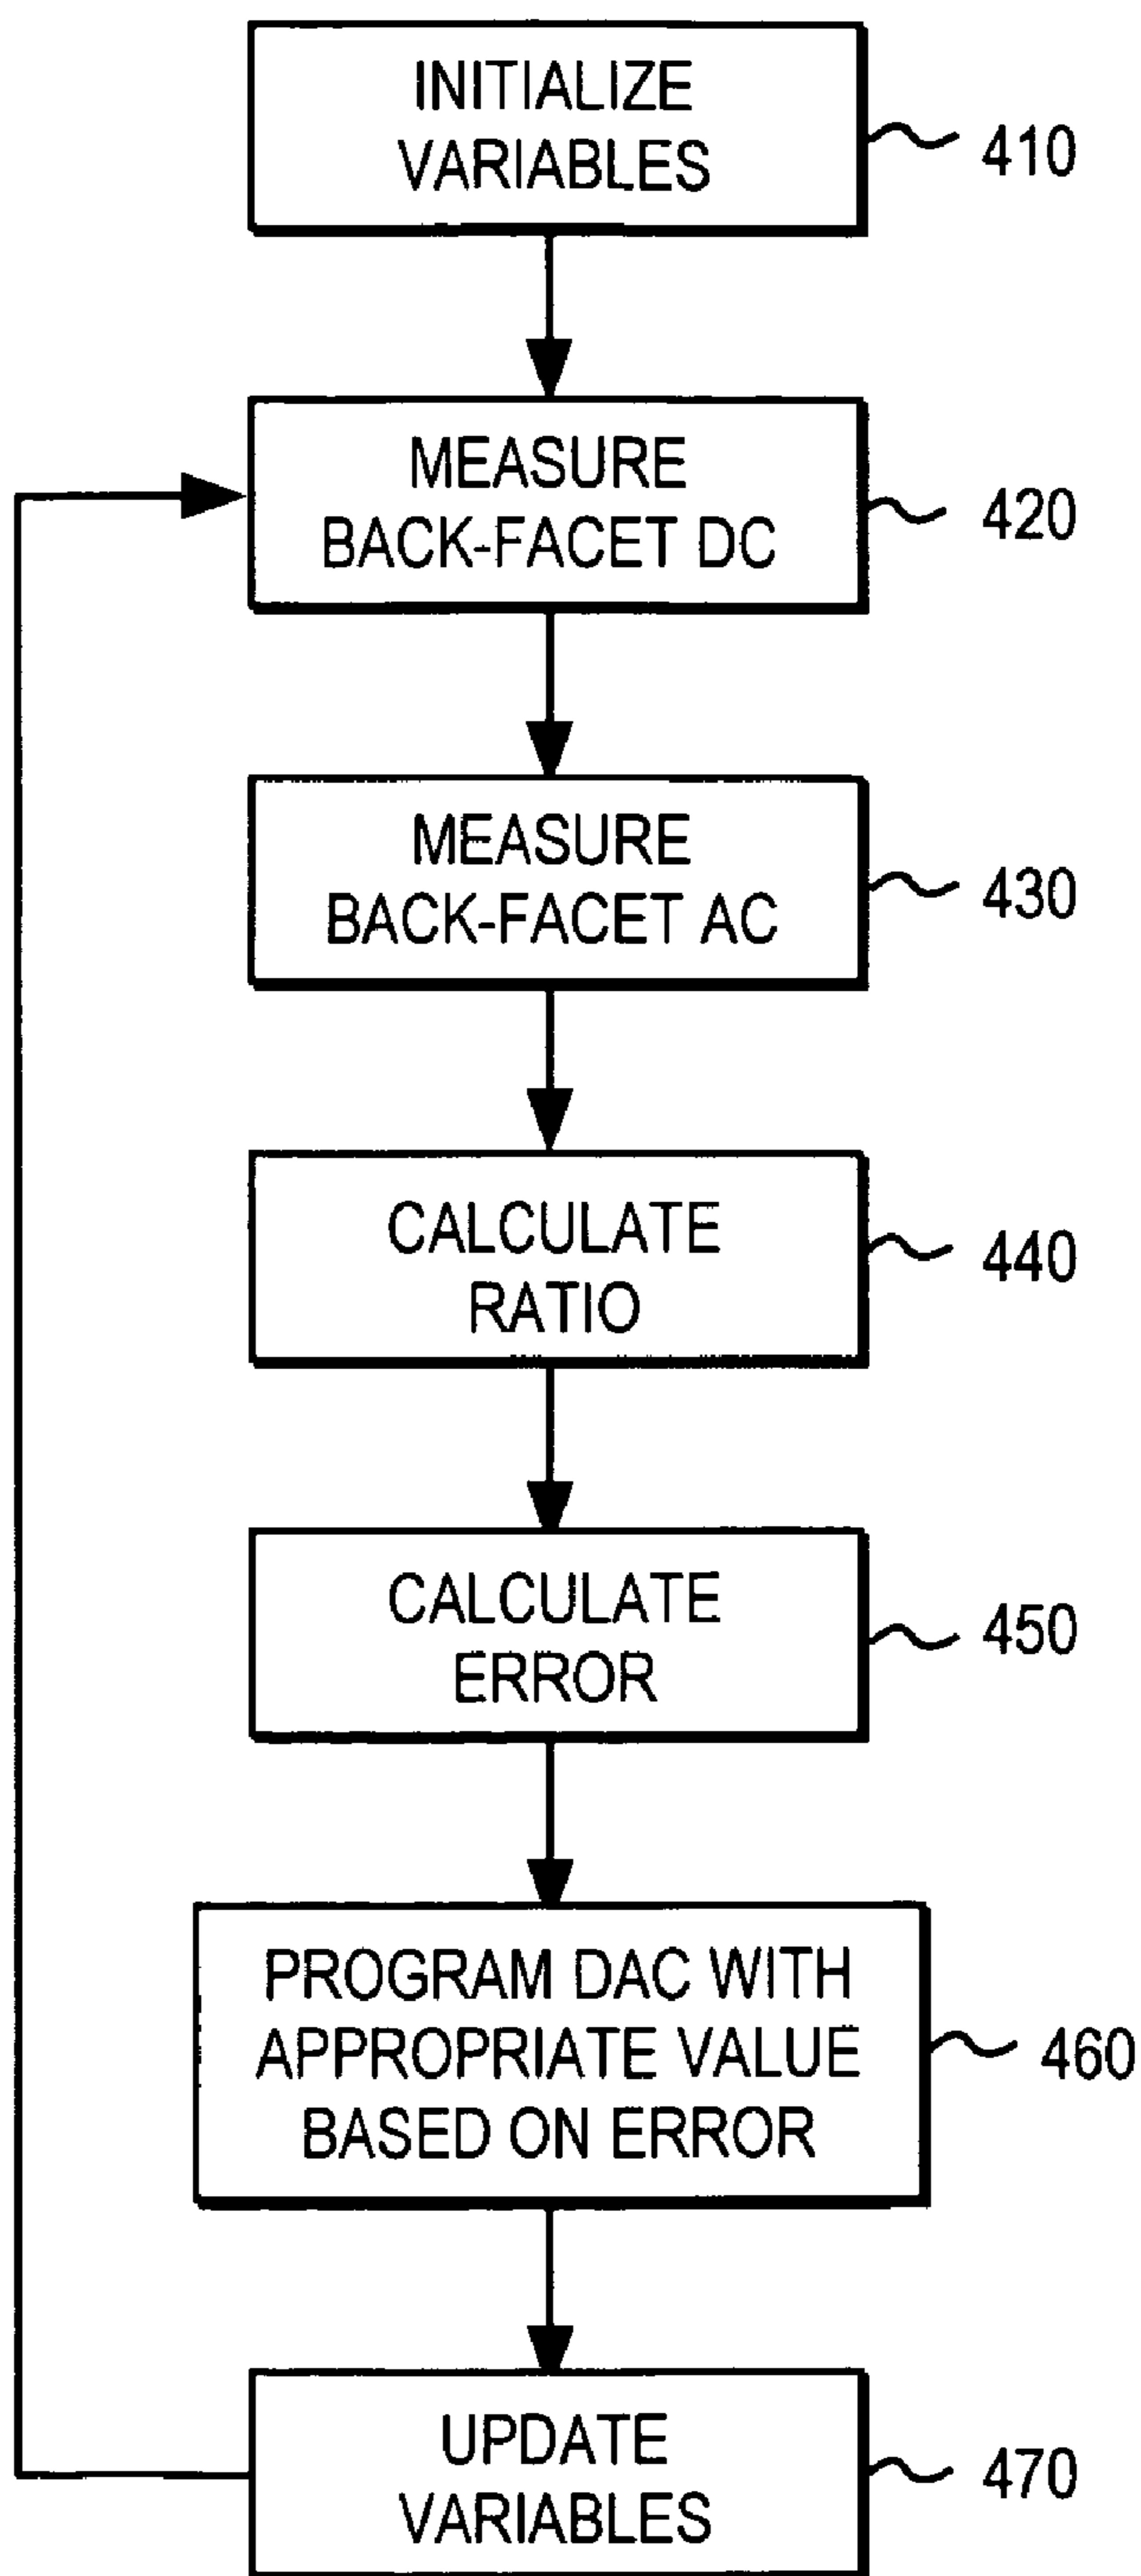 INITIALIZE
VARIABLES
410
MEASURE
BACK-FACET DC
420
MEASURE
BACK-FACET AC
430
CALCULATE
RATIO
440
CALCULATE
ERROR
450
PROGRAM DAC WITH
APPROPRIATE VALUE
BASED ON ERROR
460
UPDATE
VARIABLES
470